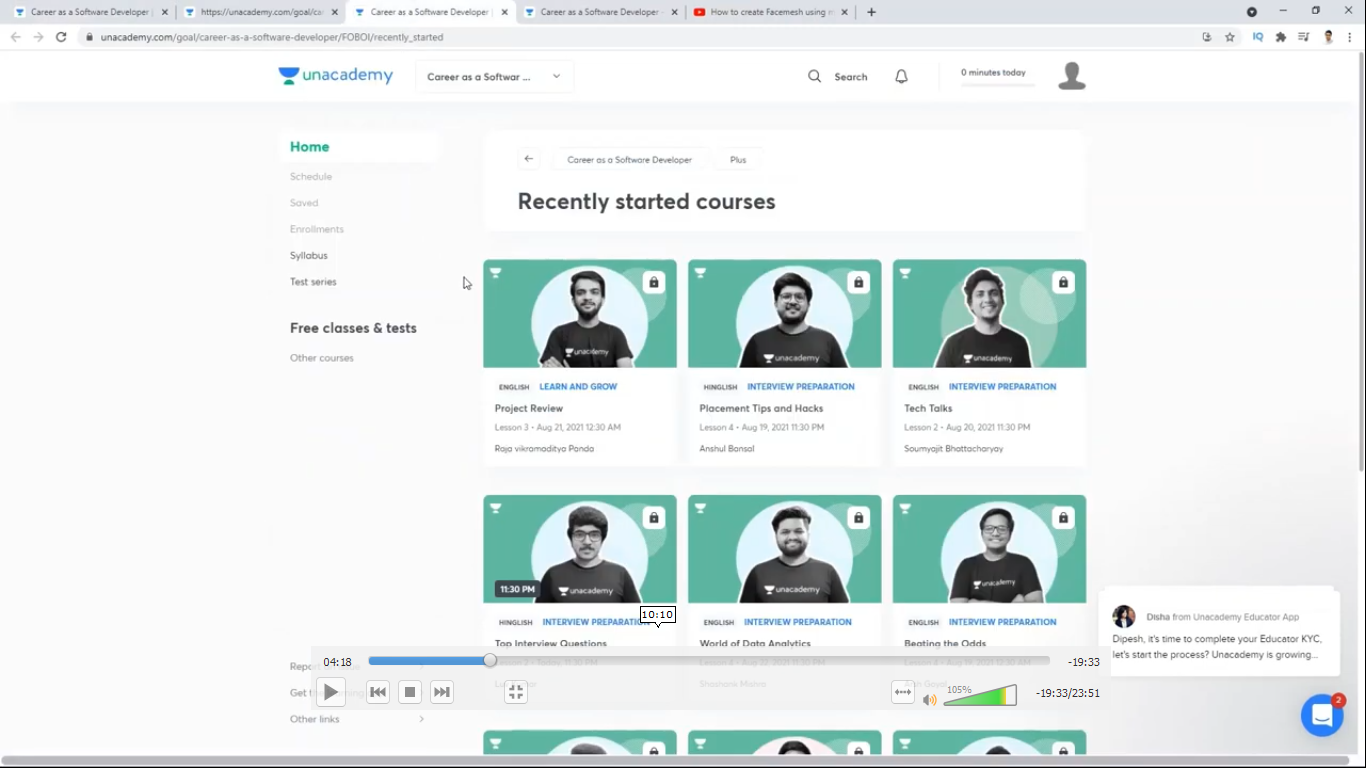 Career as a Software Developer |
https://unacademy.com/goal/ca
Career as a Software Developer |
Career as a Software Developer -
How to create Facemesh using m
unacademy.com/goal/career-as-a-software-developer/FOBOI/recently_started
IQ
unacademy
Career as a Softwar ...
Search
0 minutes today
Home
Schedule
Saved
Enrollments
Syllabus
Test series
Free classes & tests
Other courses
Career as a Software Developer
Plus
Recently started courses
unacademy
unacademy
unacademy
ENGLISH LEARN AND GROW
Project Review
Lesson 3 • Aug 21, 2021 12:30 AM
Raja vikramaditya Panda
HINGLISH INTERVIEW PREPARATION
Placement Tips and Hacks
Lesson 4 • Aug 19, 2021 11:30 PM
Anshul Bansal
ENGLISH INTERVIEW PREPARATION
Tech Talks
Lesson 2 • Aug 20, 2021 11:30 PM
Soumyajit Bhattacharyay
11:30 PM
unacademy
unacademy
unacademy
HINGLISH INTERVIEW PREPARATION
Top Interview Questions
ENGLISH INTERVIEW PREPARATION
World of Data Analytics
ENGLISH INTERVIEW PREPARATION
Beating the Odds
10:10
Disha from Unacademy Educator App
Dipesh, it's time to complete your Educator KYC,
let's start the process? Unacademy is growing...
2
04:18
-19:33
105%
-19:33/23:51
Report
Get
Other links